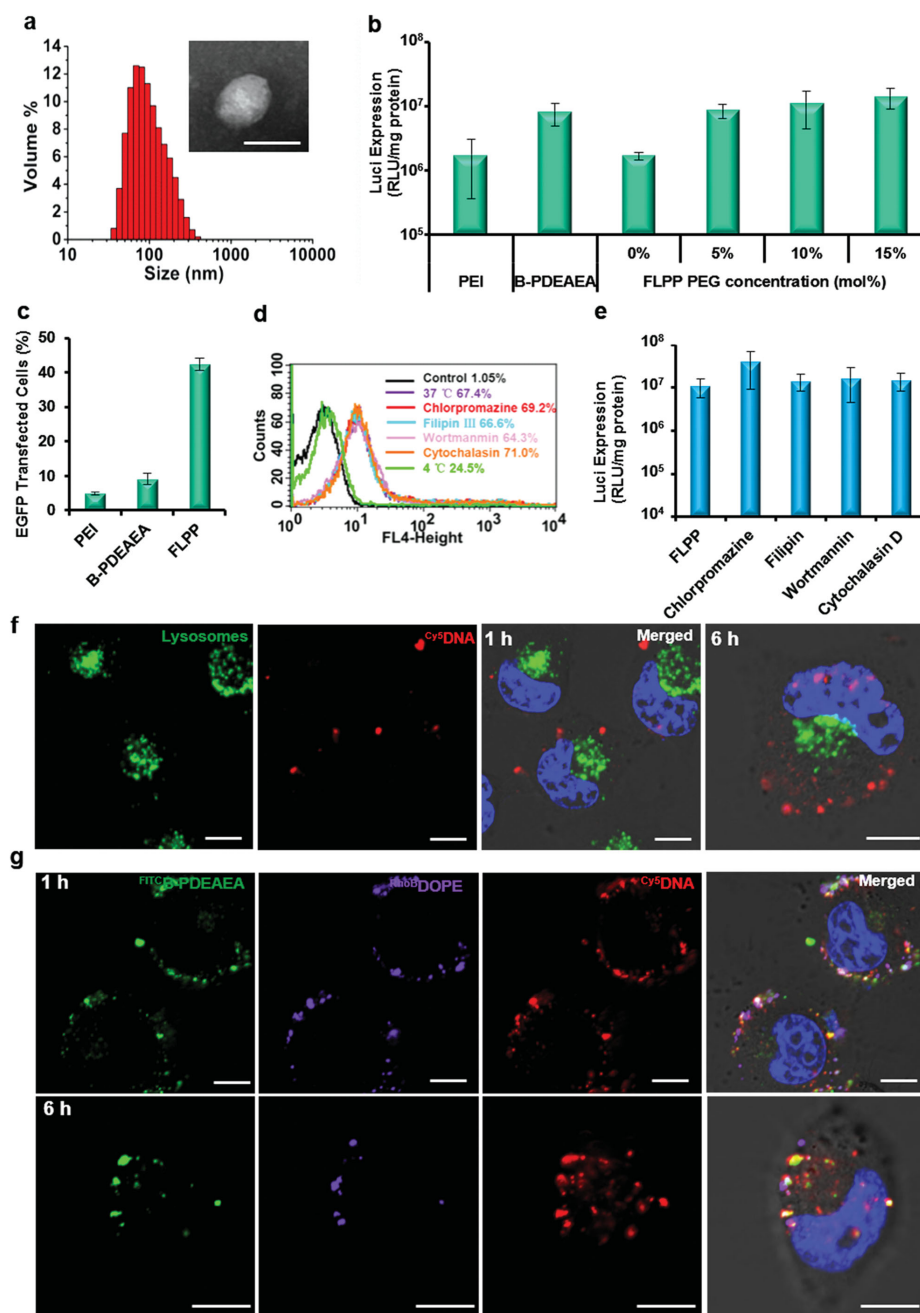 a
Volume %
14
12
10
8
6
4
2
0
10
100
1000
10000
Size (nm)
b
Luci Expression
(RLU/mg protein)
10⁸
10⁷
10⁶
10⁵
0%
5%
10%
15%
PEI
B-PDEAEA
FLPP PEG concentration (mol%)
c
EGFP Transfected Cells (%)
50
40
30
20
10
0
PEI
B-PDEAEA
FLPP
d
Counts
100
80
60
40
20
0
Control 1.05%
37 ℃ 67.4%
Chlorpromazine 69.2%
Filipin III 66.6%
Wortmanmin 64.3%
Cytochalasin 71.0%
4 ℃ 24.5%
10⁰
10¹
10²
10³
10⁴
FL4-Height
e
Luci Expression
(RLU/mg protein)
10⁸
10⁷
10⁶
10⁵
10⁴
FLPP
Chlorpromazine
Filipin
Wortmannin
Cytochalasin D
f
Lysosomes
Cy5DNA
1 h
Merged
6 h
g
1 h
FITCB-PDEAEA
RhoBDOPE
Cy5DNA
Merged
6 h